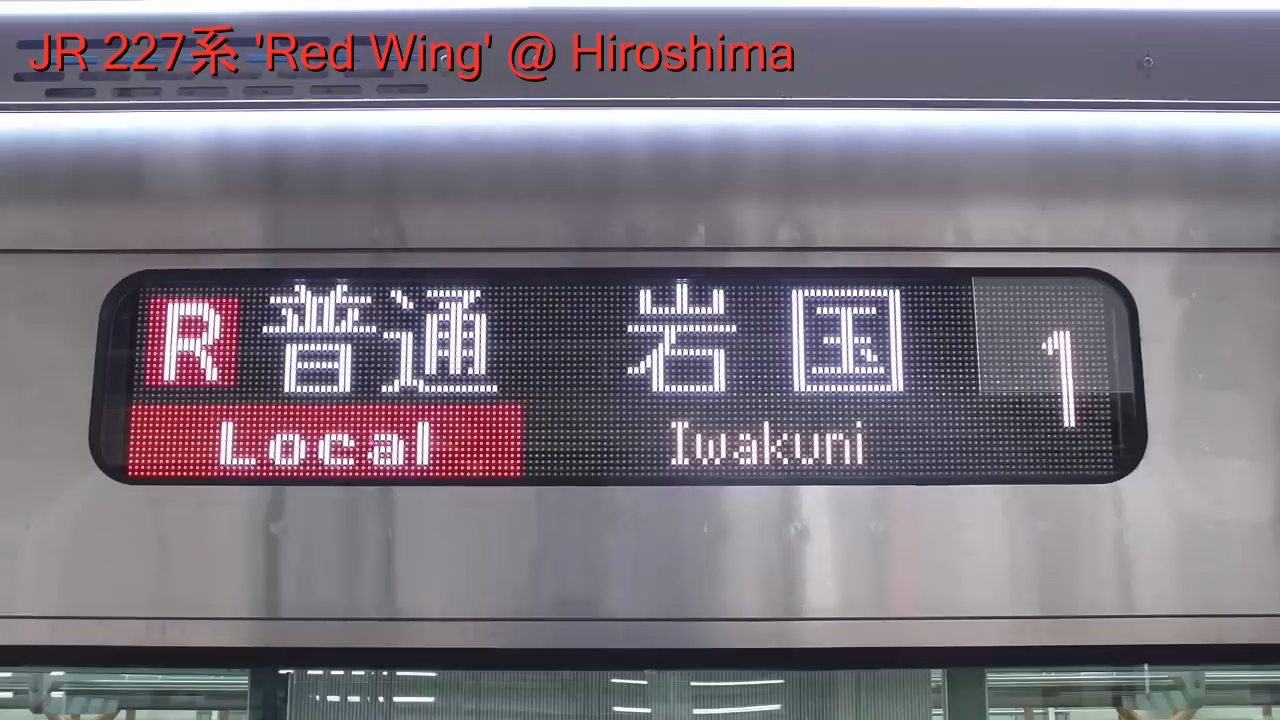 JR 227系 'Red Wing' @ Hiroshima
R 普通 岩国 1
Local Iwakuni